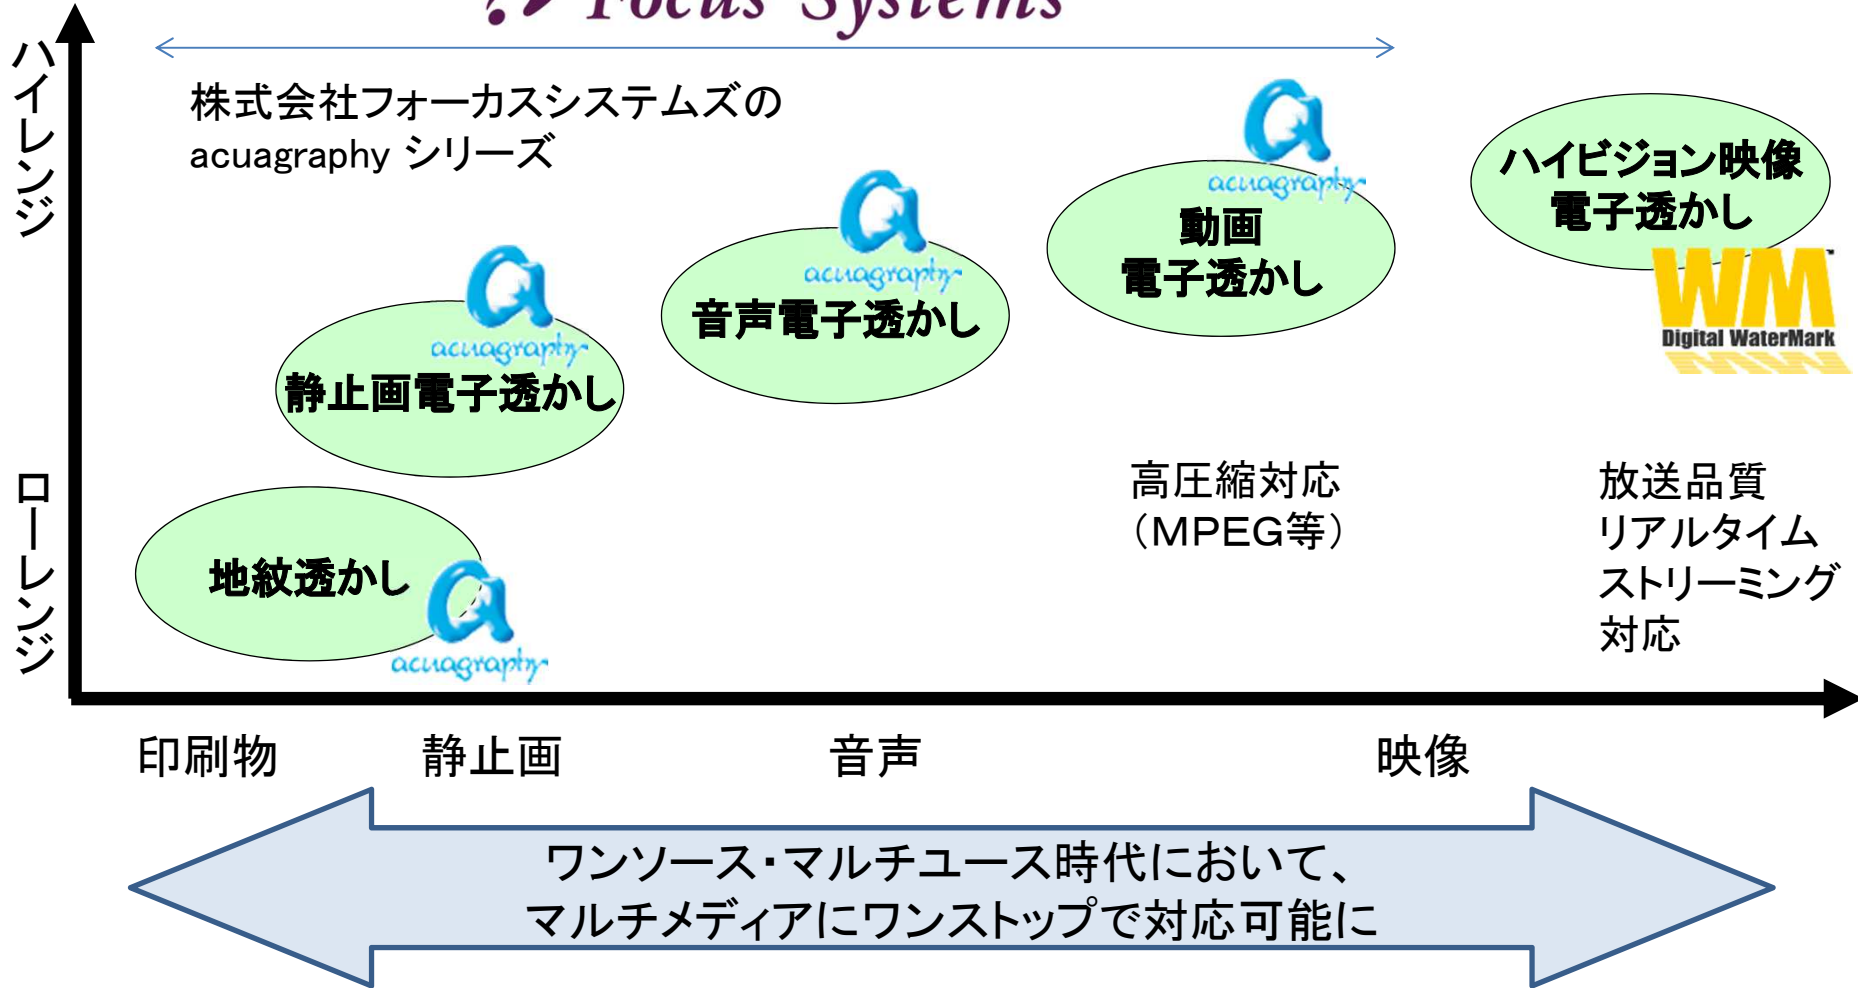 Focus Systems
ハイレンジ
株式会社フォーカスシステムズの
acuagraphy シリーズ
acuagraphy
ハイビジョン映像
電子透かし
WM
Digital WaterMark
acuagraphy
動画
電子透かし
acuagraphy
音声電子透かし
acuagraphy
静止画電子透かし
ローレンジ
高圧縮対応
（MPEG等）
放送品質
リアルタイム
ストリーミング
対応
地紋透かし
acuagraphy
印刷物
静止画
音声
映像
ワンソース・マルチユース時代において、
マルチメディアにワンストップで対応可能に